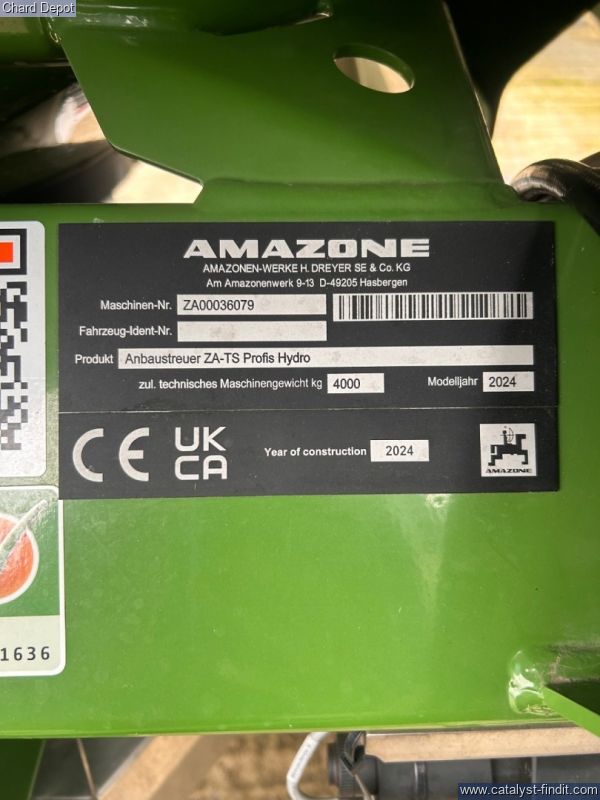 Chard Depot
AMAZONE
AMAZONEN-WERKE H. DREYER SE & Co. KG
Am Amazonenwerk 9-13 D-49205 Hasbergen
Maschinen-Nr. ZA00036079
Fahrzeug-Ident-Nr.
Produkt Anbaustreuer ZA-TS Profis Hydro
zul. technisches Maschinengewicht kg 4000 Modelljahr 2024
CE UK CA Year of construction 2024 AMAZONE
1636
www.catalyst-findit.com